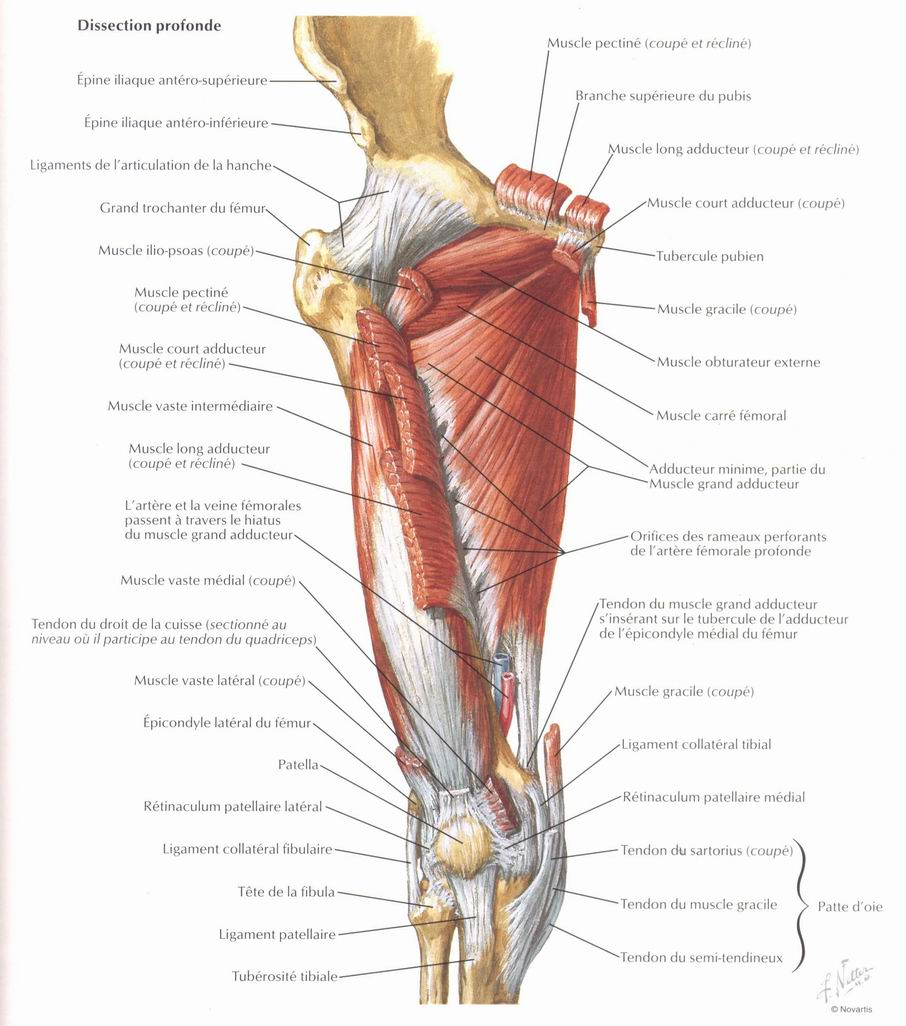 Dissection profonde
Épine iliaque antéro-supérieure
Épine iliaque antéro-inférieure
Ligaments de l'articulation de la hanche
Grand trochanter du fémur
Muscle ilio-psoas (coupé)
Muscle pectiné
(coupé et récliné)
Muscle court adducteur
(coupé et récliné)
Muscle vaste intermédiaire
Muscle long adducteur
(coupé et récliné)
L'artère et la veine fémorales
passent à travers le hiatus
du muscle grand adducteur
Muscle vaste médial (coupé)
Tendon du droit de la cuisse (sectionné au
niveau où il participe au tendon du quadriceps)
Muscle vaste latéral (coupé)
Épicondyle latéral du fémur
Patella
Rétinaculum patellaire latéral
Ligament collatéral fibulaire
Tête de la fibula
Ligament patellaire
Tubérosité tibiale
Muscle pectiné (coupé et récliné)
Branche supérieure du pubis
Muscle long adducteur (coupé et récliné)
Muscle court adducteur (coupé)
Tubercule pubien
Muscle gracile (coupé)
Muscle obturateur externe
Muscle carré fémoral
Adducteur minime, partie du
Muscle grand adducteur
Orifices des rameaux perforants
de l'artère fémorale profonde
Tendon du muscle grand adducteur
s'insérant sur le tubercule de l'adducteur
de l'épicondyle médial du fémur
Muscle gracile (coupé)
Ligament collatéral tibial
Rétinaculum patellaire médial
Tendon du sartorius (coupé)
Tendon du muscle gracile
Tendon du semi-tendineux
Patte d'oie
F. Netter
© Novartis